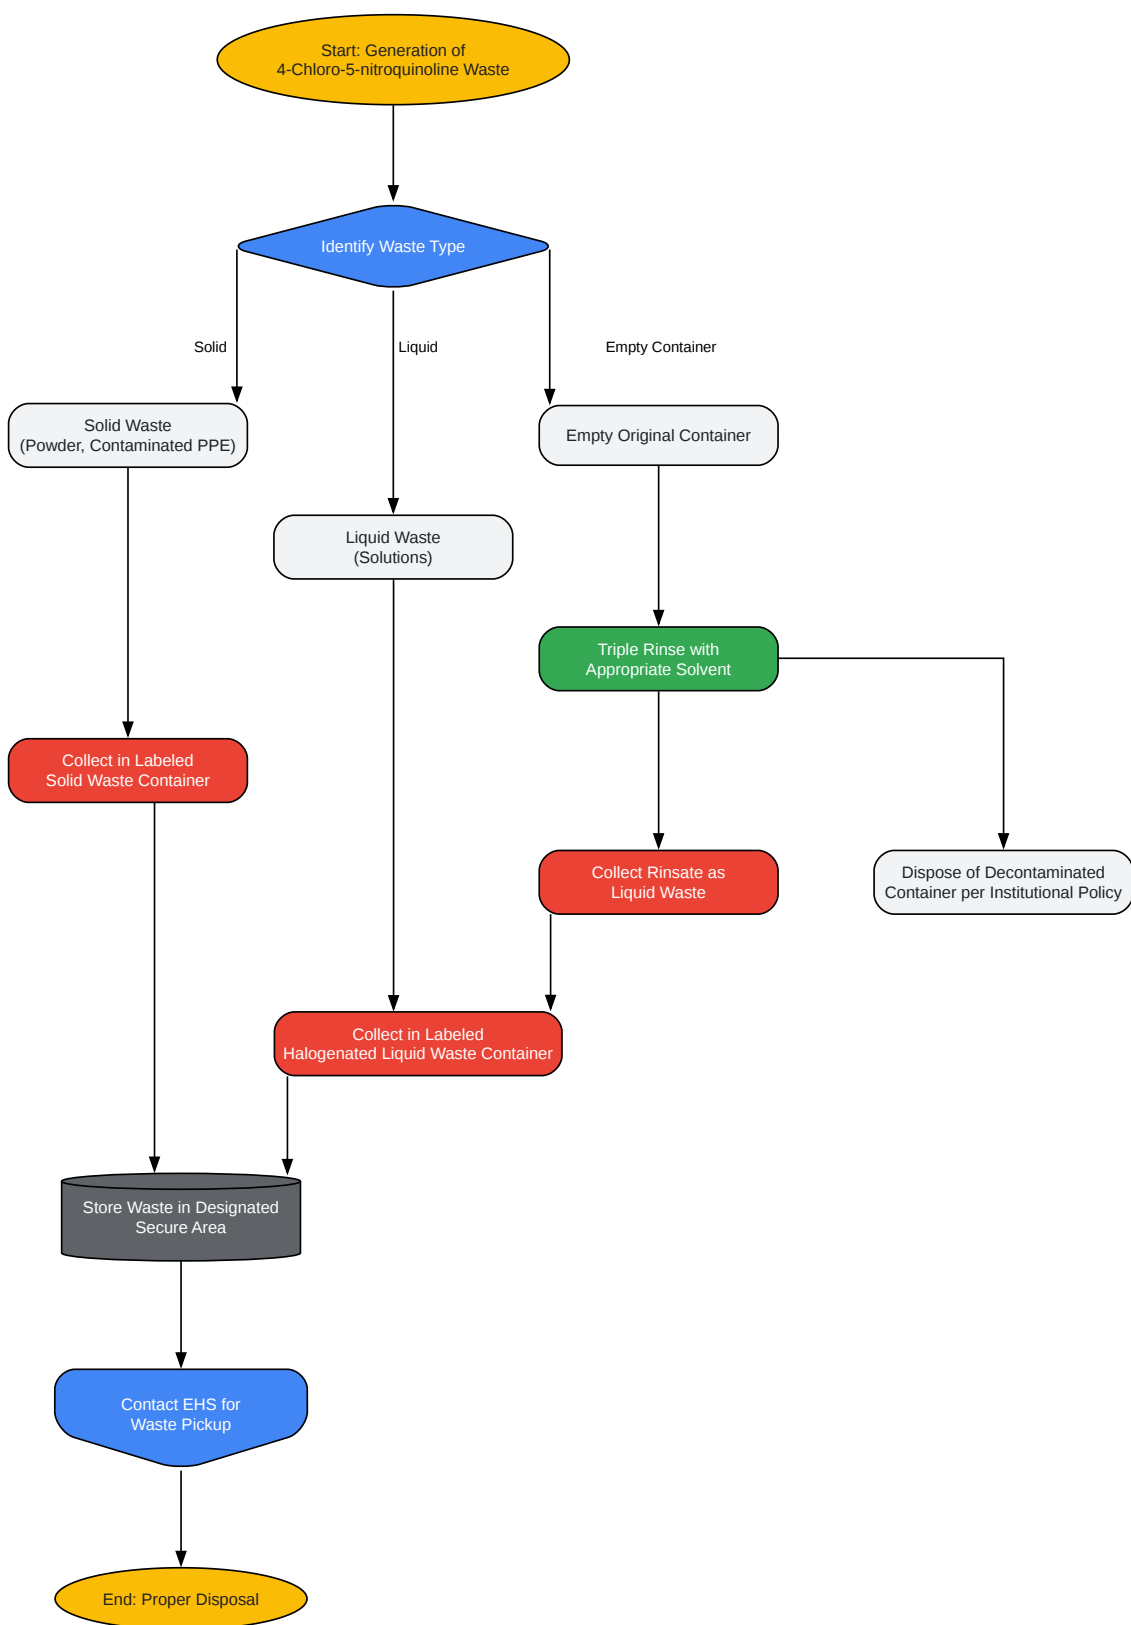 Start: Generation of
4-Chloro-5-nitroquinoline Waste
Identify Waste Type
Solid
Liquid
Empty Container
Solid Waste
(Powder, Contaminated PPE)
Empty Original Container
Liquid Waste
(Solutions)
Triple Rinse with
Appropriate Solvent
Collect in Labeled
Solid Waste Container
Collect Rinsate as
Liquid Waste
Dispose of Decontaminated
Container per Institutional Policy
Collect in Labeled
Halogenated Liquid Waste Container
Store Waste in Designated
Secure Area
Contact EHS for
Waste Pickup
End: Proper Disposal